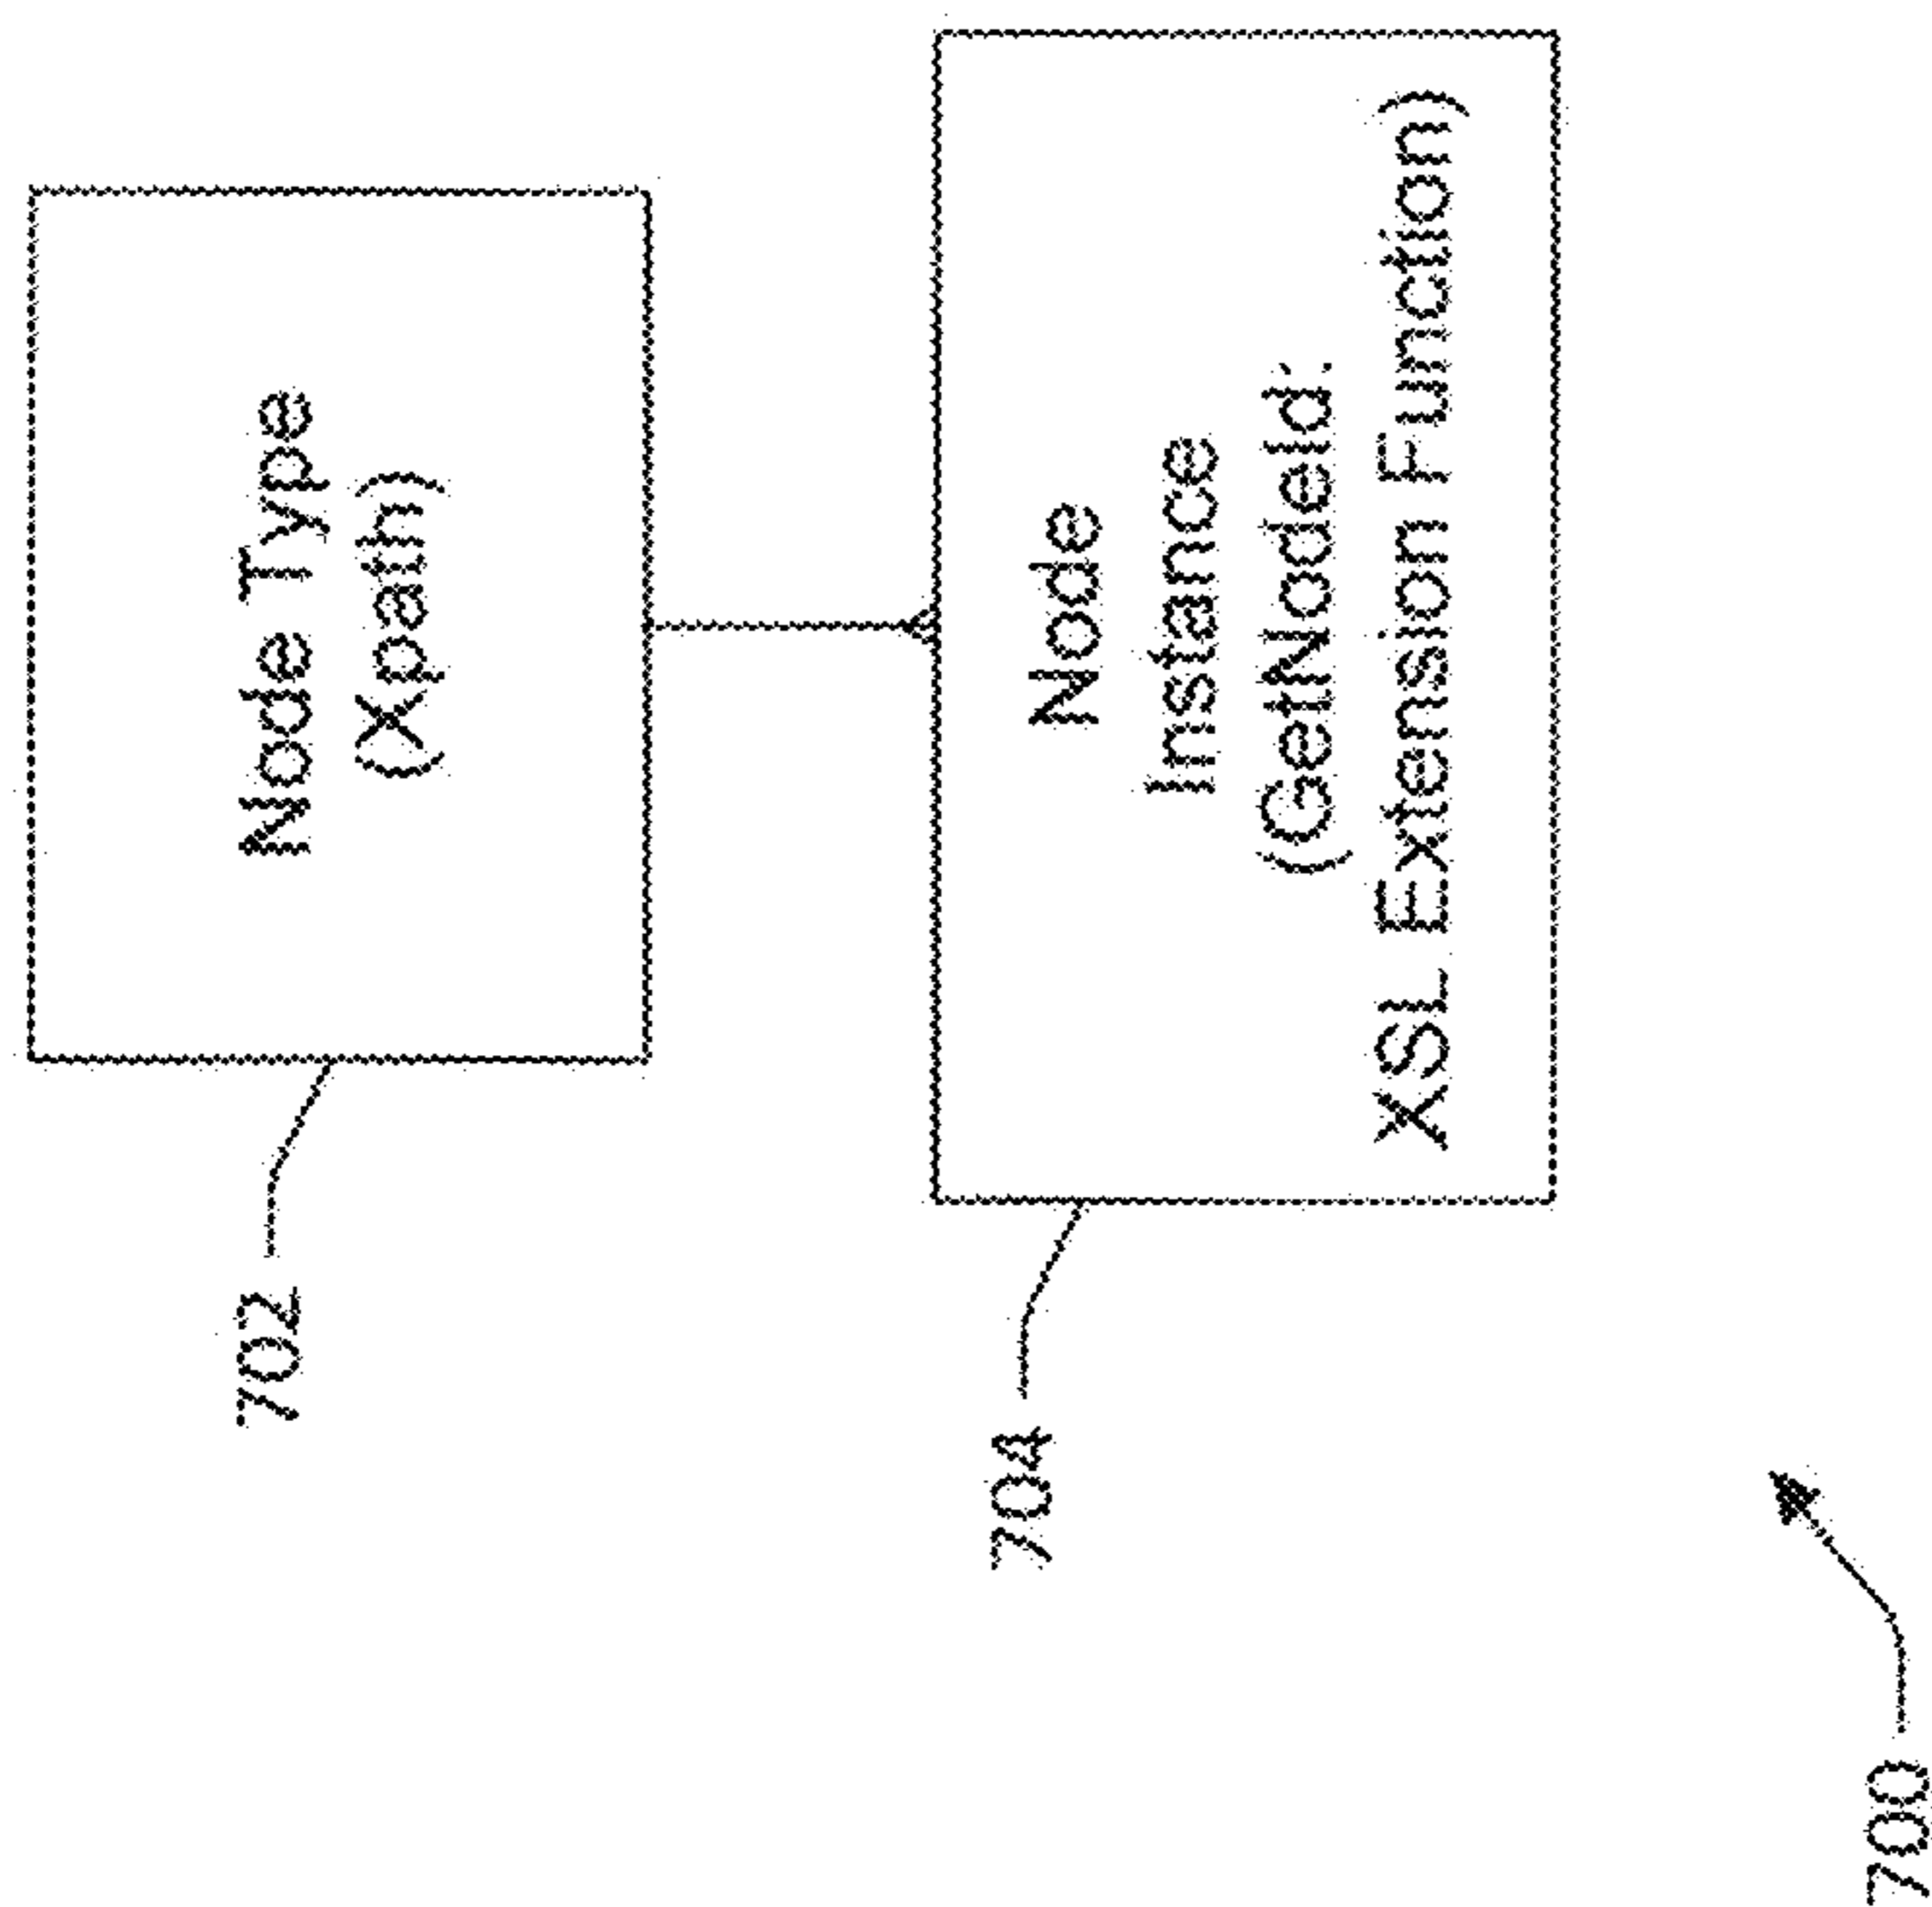 702
Node Type
(Xpath)
704
Node
Instance
(GetNodeId:
XSL Extension Function)
700